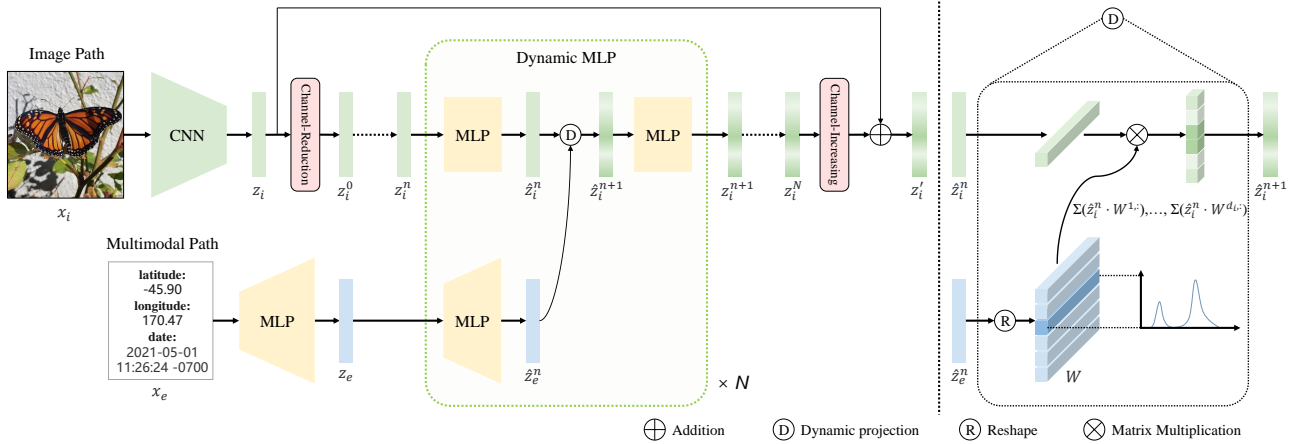 Image Path
x_i
CNN
z_i
Channel-Reduction
z_i^0
z_i^n
Dynamic MLP
MLP
ẑ_i^n
D
ẑ_i^{n+1}
MLP
z_i^{n+1}
z_i^N
Channel-Increasing
z_i′
Multimodal Path
latitude:
-45.90
longitude:
170.47
date:
2021-05-01
11:26:24 -0700
x_e
MLP
z_e
MLP
ẑ_e^n
× N
D
ẑ_i^n
ẑ_i^{n+1}
Σ(ẑ_i^n · W^{1,:}),…, Σ(ẑ_i^n · W^{d_i,:})
ẑ_e^n
R
W
Addition
D Dynamic projection
R Reshape
Matrix Multiplication